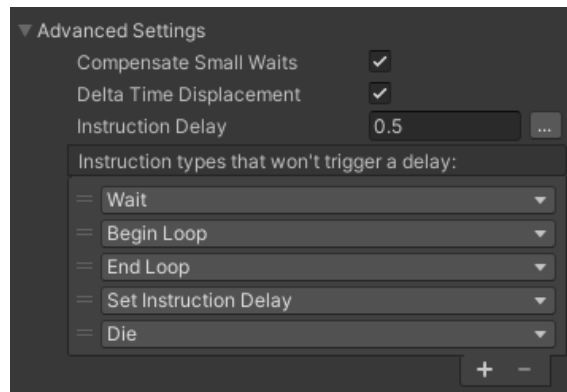 Advanced Settings
Compensate Small Waits
Delta Time Displacement
Instruction Delay 0.5 ...
Instruction types that won't trigger a delay:
Wait
Begin Loop
End Loop
Set Instruction Delay
Die
+ −